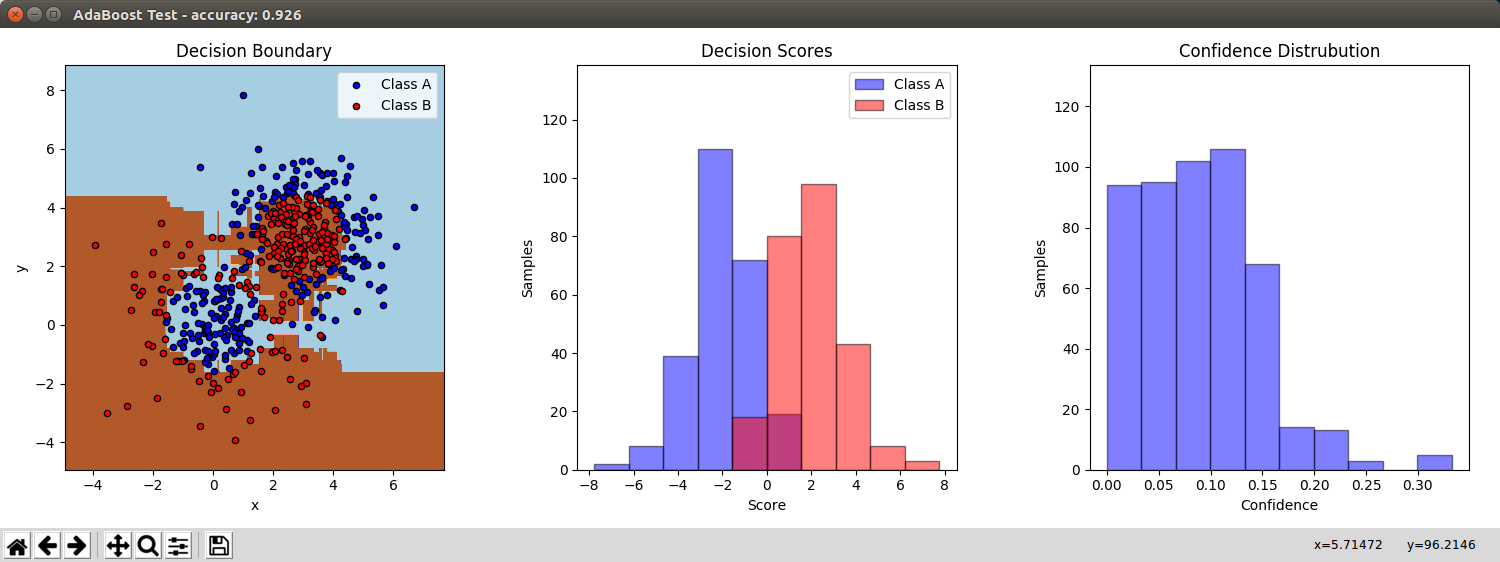 AdaBoost Test - accuracy: 0.926
Decision Boundary
Class A
Class B
8
6
4
2
0
−2
−4
y
−4 −2 0 2 4 6
x
Decision Scores
Class A
Class B
120
100
80
60
40
20
0
Samples
−8 −6 −4 −2 0 2 4 6 8
Score
Confidence Distrubution
120
100
80
60
40
20
0
Samples
0.00 0.05 0.10 0.15 0.20 0.25 0.30
Confidence
x=5.71472 y=96.2146